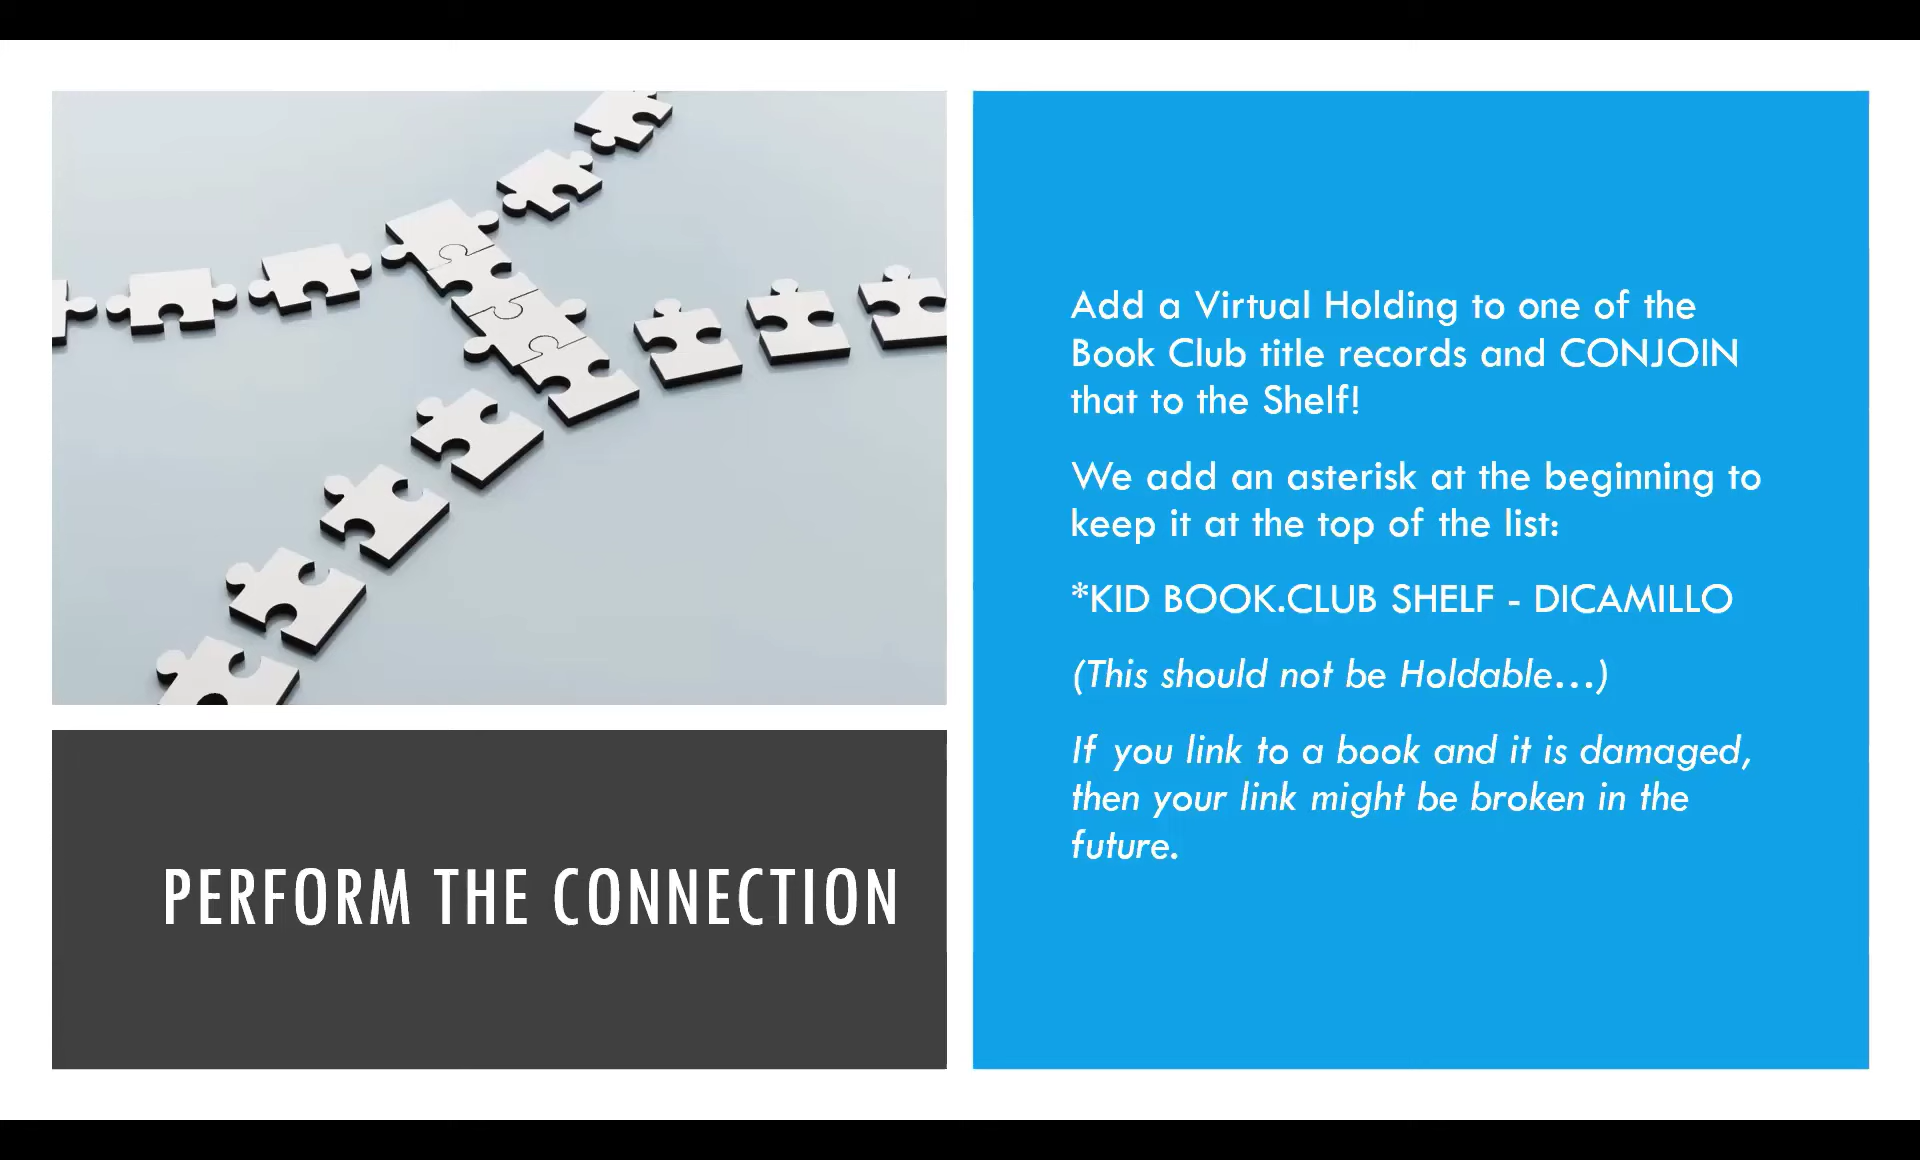 Add a Virtual Holding to one of the
Book Club title records and CONJOIN
that to the Shelf!
We add an asterisk at the beginning to
keep it at the top of the list:
*KID BOOK.CLUB SHELF - DICAMILLO
(This should not be Holdable...)
If you link to a book and it is damaged,
then your link might be broken in the
future.
PERFORM THE CONNECTION